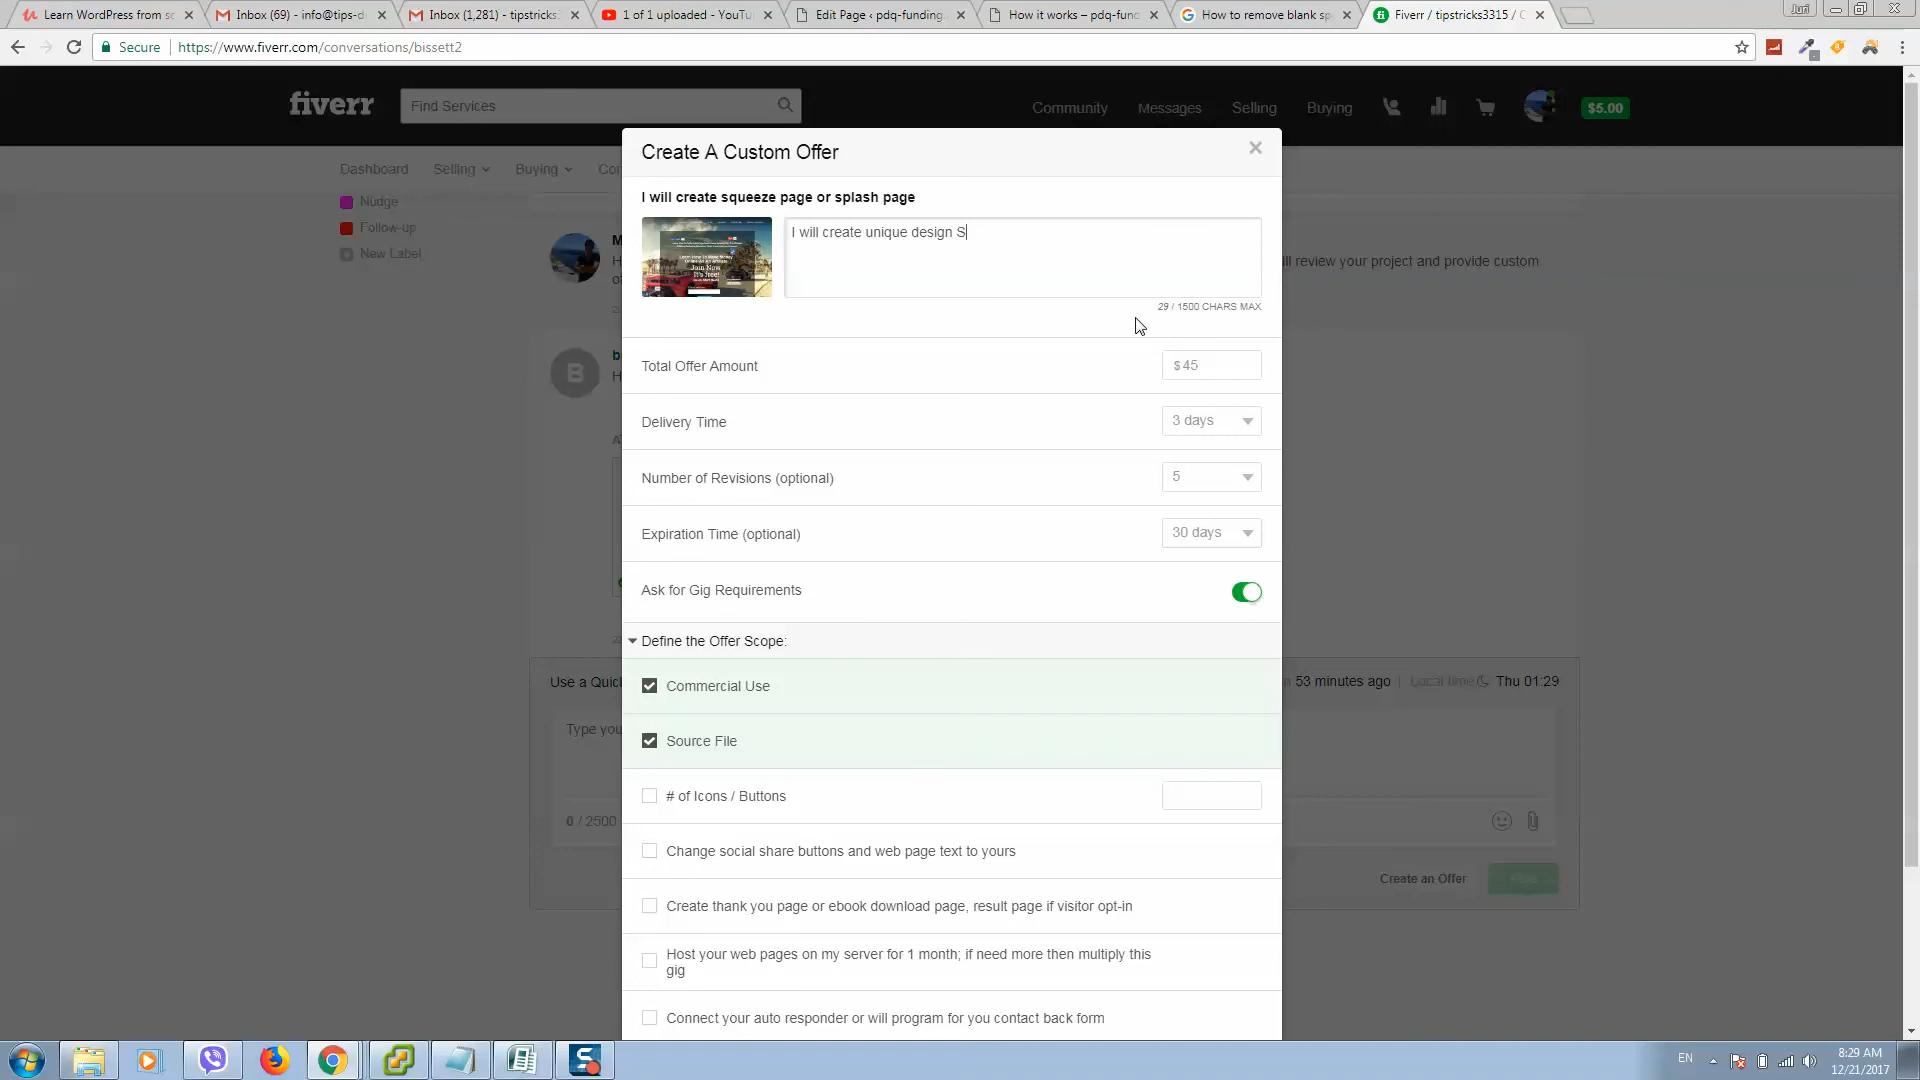 Learn WordPress from sc
Inbox (69) - info@tips-d
Inbox (1,281) - tipstricks
1 of 1 uploaded - YouTu
Edit Page ‹ pdq-funding
How it works – pdq-fund
How to remove blank sp
Fiverr / tipstricks3315 / C
Juri
Secure
https://www.fiverr.com/conversations/bissett2
fiverr
Find Services
Community
Messages
Selling
Buying
$5.00
Dashboard
Selling
Buying
Nudge
Follow-up
New Label
ll review your project and provide custom
B
Create A Custom Offer
I will create squeeze page or splash page
Join Now
It's free!
I will create unique design S
29 / 1500 CHARS MAX
Total Offer Amount
$45
Delivery Time
3 days
Number of Revisions (optional)
5
Expiration Time (optional)
30 days
Ask for Gig Requirements
Define the Offer Scope:
Commercial Use
Source File
# of Icons / Buttons
Change social share buttons and web page text to yours
Create thank you page or ebook download page, result page if visitor opt-in
Host your web pages on my server for 1 month; if need more then multiply this
gig
Connect your auto responder or will program for you contact back form
Use a Quic
53 minutes ago
Local time
Thu 01:29
Type you
0 / 2500
Create an Offer
EN
8:29 AM
12/21/2017